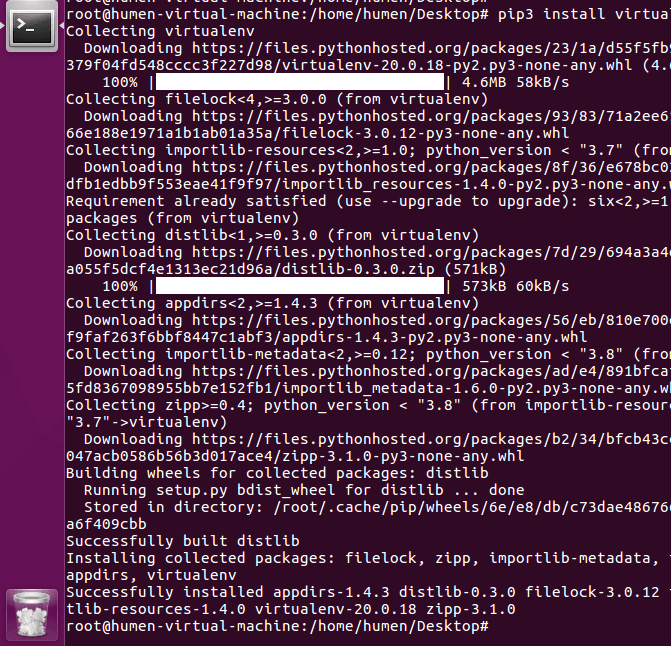 root@humen-virtual-machine:/home/humen/Desktop#
root@humen-virtual-machine:/home/humen/Desktop# pip3 install virtua
Collecting virtualenv
  Downloading https://files.pythonhosted.org/packages/23/1a/d55f5fb9
379f04fd548cccc3f227d98/virtualenv-20.0.18-py2.py3-none-any.whl (4.6
    100% |                                | 4.6MB 58kB/s
Collecting filelock<4,>=3.0.0 (from virtualenv)
  Downloading https://files.pythonhosted.org/packages/93/83/71a2ee6
66e188e1971a1b1ab01a35a/filelock-3.0.12-py3-none-any.whl
Collecting importlib-resources<2,>=1.0; python_version < "3.7" (from
  Downloading https://files.pythonhosted.org/packages/8f/36/e678bc0
dfb1edbb9f553eae41f9f97/importlib_resources-1.4.0-py2.py3-none-any.w
Requirement already satisfied (use --upgrade to upgrade): six<2,>=1
packages (from virtualenv)
Collecting distlib<1,>=0.3.0 (from virtualenv)
  Downloading https://files.pythonhosted.org/packages/7d/29/694a3a4
a055f5dcf4e1313ec21d96a/distlib-0.3.0.zip (571kB)
    100% |                                | 573kB 60kB/s
Collecting appdirs<2,>=1.4.3 (from virtualenv)
  Downloading https://files.pythonhosted.org/packages/56/eb/810e700
f9faf263f6bbf8447c1abf3/appdirs-1.4.3-py2.py3-none-any.whl
Collecting importlib-metadata<2,>=0.12; python_version < "3.8" (from
  Downloading https://files.pythonhosted.org/packages/ad/e4/891bfca
5fd8367098955bb7e152fb1/importlib_metadata-1.6.0-py2.py3-none-any.wh
Collecting zipp>=0.4; python_version < "3.8" (from importlib-resour
"3.7"->virtualenv)
  Downloading https://files.pythonhosted.org/packages/b2/34/bfcb43c
047acb0586b56b3d017ace4/zipp-3.1.0-py3-none-any.whl
Building wheels for collected packages: distlib
  Running setup.py bdist_wheel for distlib ... done
  Stored in directory: /root/.cache/pip/wheels/6e/e8/db/c73dae48676
a6f409cbb
Successfully built distlib
Installing collected packages: filelock, zipp, importlib-metadata,
appdirs, virtualenv
Successfully installed appdirs-1.4.3 distlib-0.3.0 filelock-3.0.12
tlib-resources-1.4.0 virtualenv-20.0.18 zipp-3.1.0
root@humen-virtual-machine:/home/humen/Desktop#